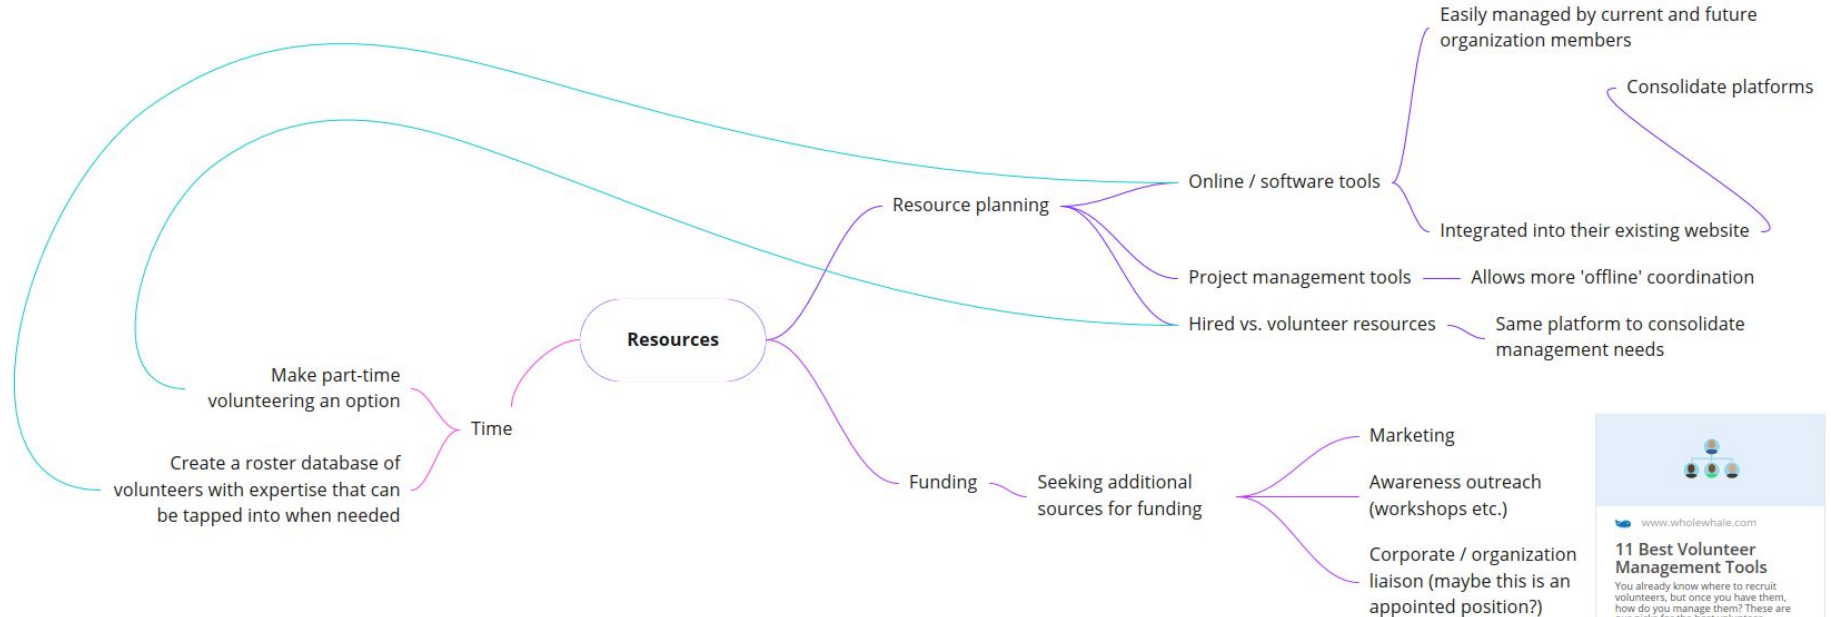 Easily managed by current and future
organization members
Consolidate platforms
Online / software tools
Resource planning
Integrated into their existing website
Project management tools
Allows more 'offline' coordination
Hired vs. volunteer resources
Same platform to consolidate
management needs
Resources
Make part-time
volunteering an option
Time
Create a roster database of
volunteers with expertise that can
be tapped into when needed
Funding
Seeking additional
sources for funding
Marketing
Awareness outreach
(workshops etc.)
Corporate / organization
liaison (maybe this is an
appointed position?)
www.wholewhale.com
11 Best Volunteer
Management Tools
You already know where to recruit
volunteers, but once you have them,
how do you manage them? These are